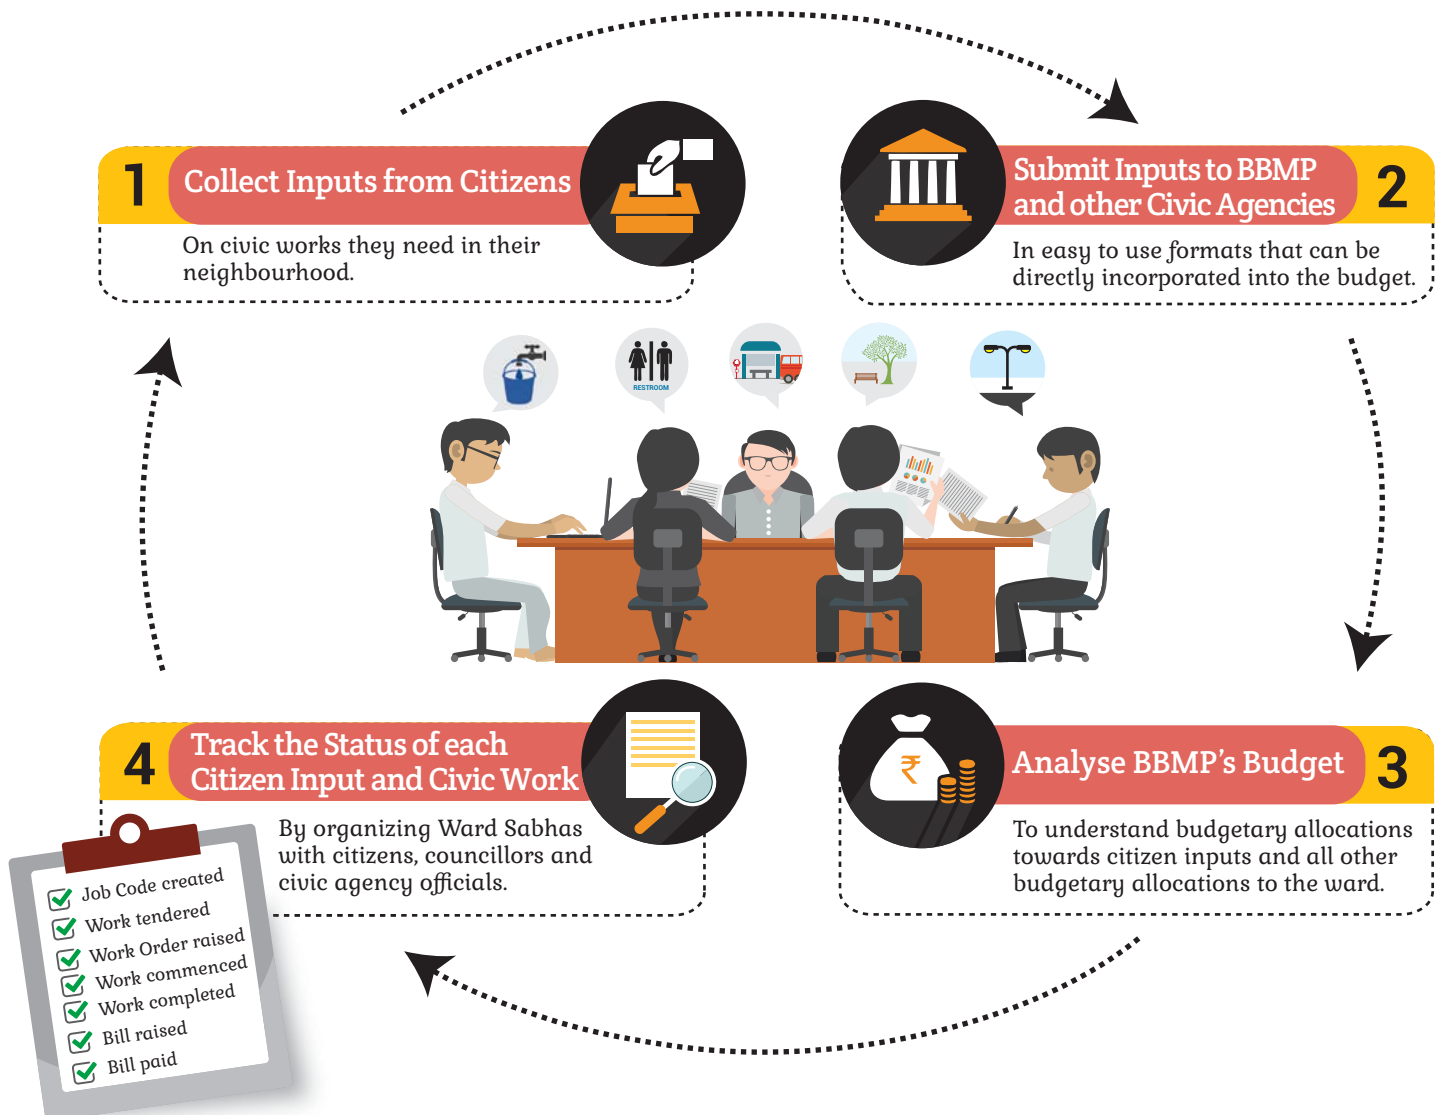 1
Collect Inputs from Citizens
On civic works they need in their
neighbourhood.
2
Submit Inputs to BBMP
and other Civic Agencies
In easy to use formats that can be
directly incorporated into the budget.
RESTROOM
3
Analyse BBMP's Budget
₹
To understand budgetary allocations
towards citizen inputs and all other
budgetary allocations to the ward.
4
Track the Status of each
Citizen Input and Civic Work
By organizing Ward Sabhas
with citizens, councillors and
civic agency officials.
Job Code created
Work tendered
Work Order raised
Work commenced
Work completed
Bill raised
Bill paid